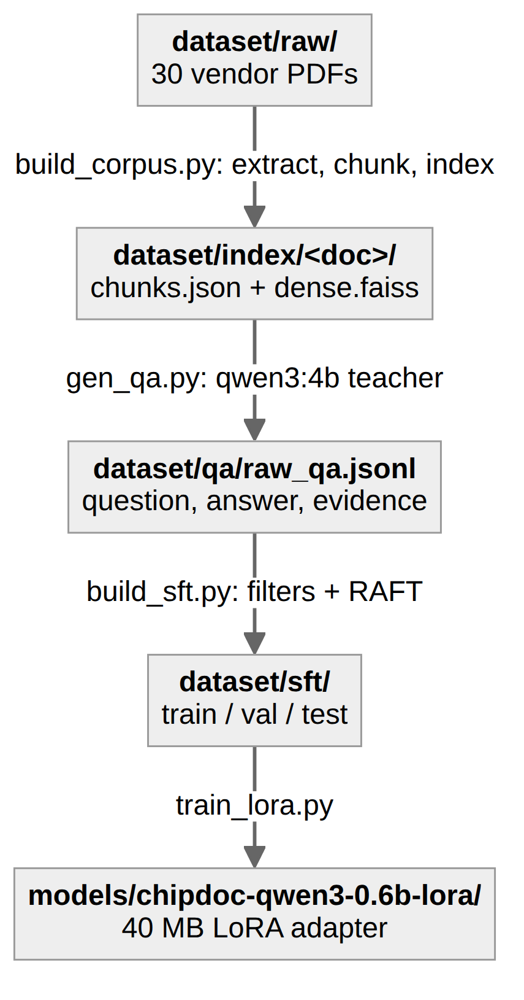 dataset/raw/
30 vendor PDFs
build_corpus.py: extract, chunk, index
dataset/index/<doc>/
chunks.json + dense.faiss
gen_qa.py: qwen3:4b teacher
dataset/qa/raw_qa.jsonl
question, answer, evidence
build_sft.py: filters + RAFT
dataset/sft/
train / val / test
train_lora.py
models/chipdoc-qwen3-0.6b-lora/
40 MB LoRA adapter